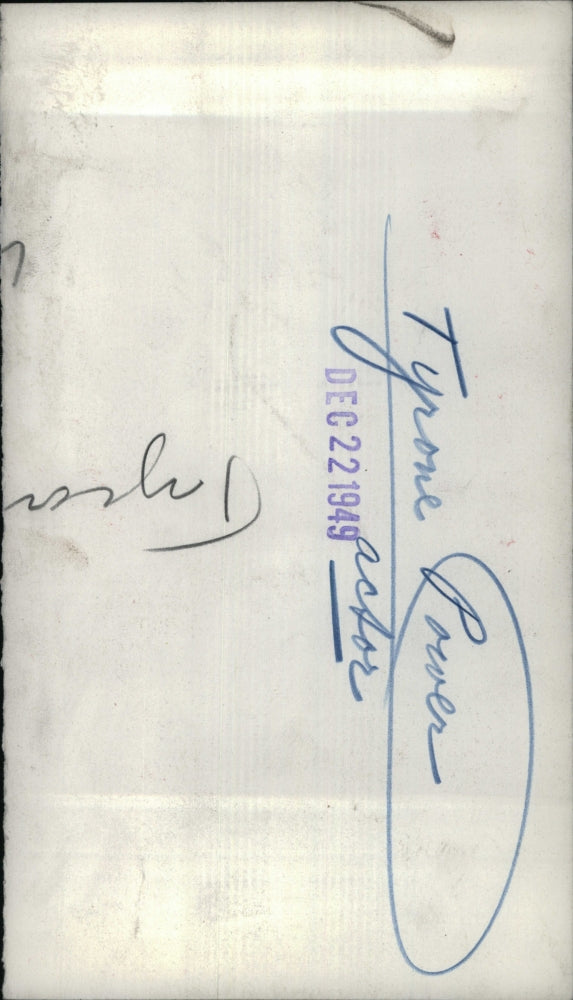 Tyrone Power
DEC 22 1949
actor